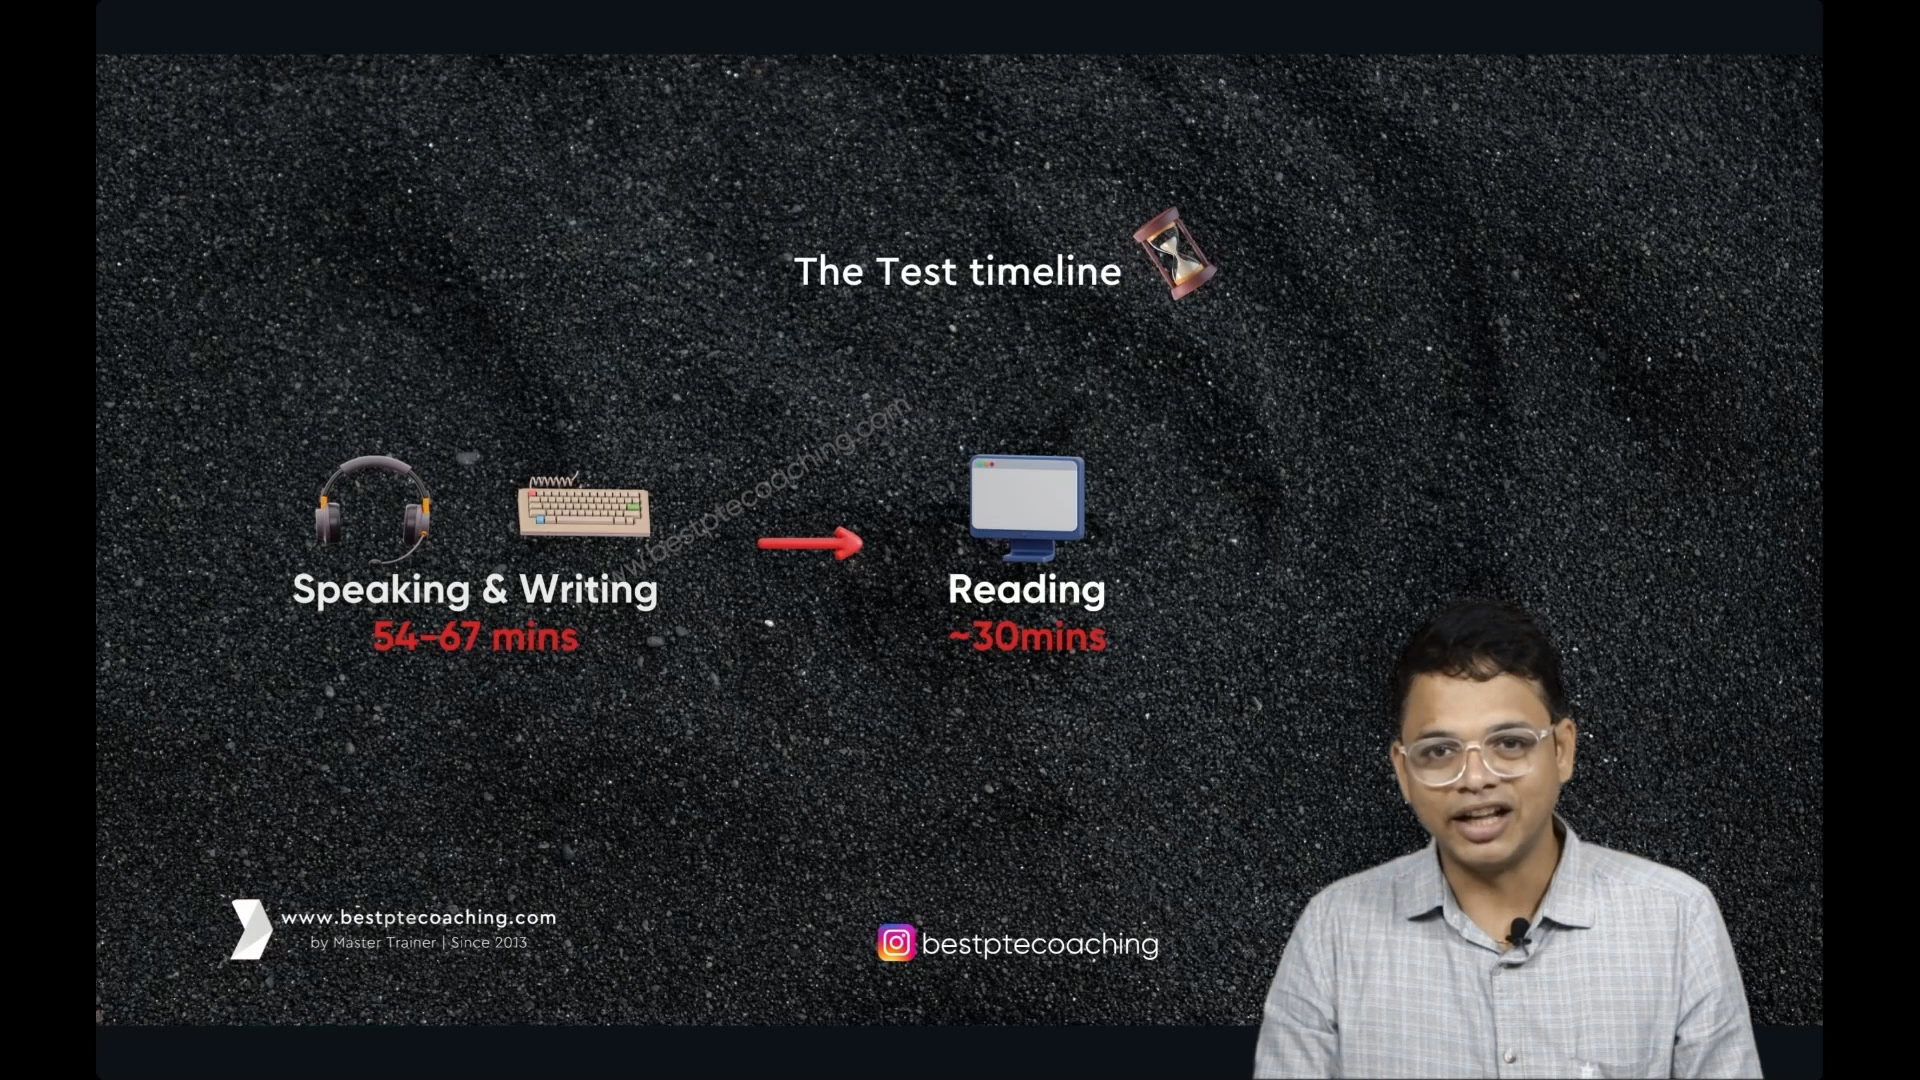 The Test timeline
www.bestptecoaching.com
Speaking & Writing
54-67 mins
Reading
~30mins
www.bestptecoaching.com
by Master Trainer | Since 2013
bestptecoaching